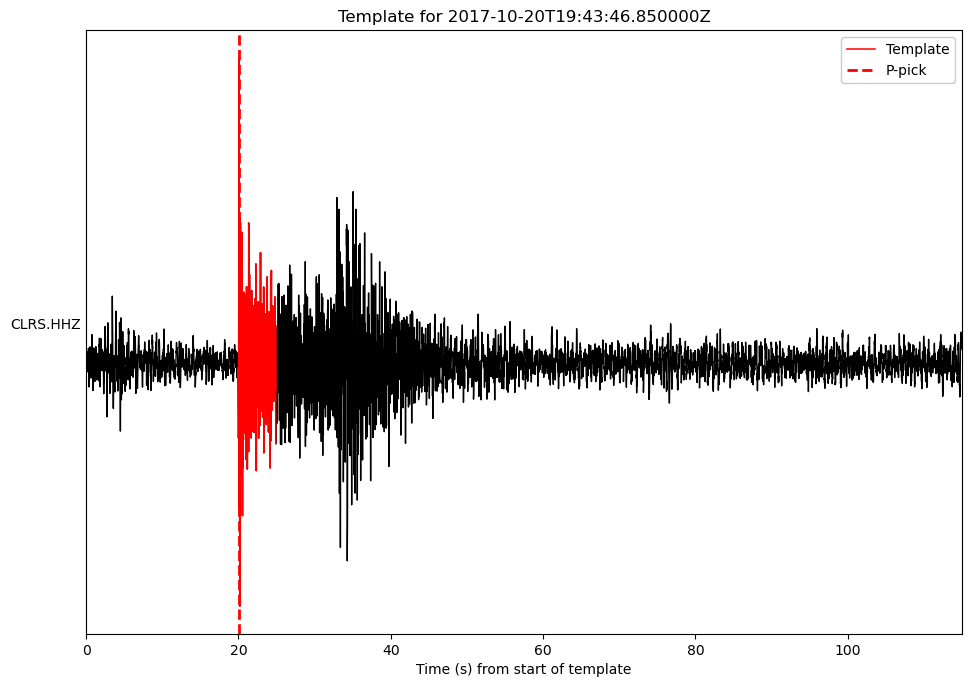 Template for 2017-10-20T19:43:46.850000Z
Template
P-pick
CLRS.HHZ
0 20 40 60 80 100
Time (s) from start of template